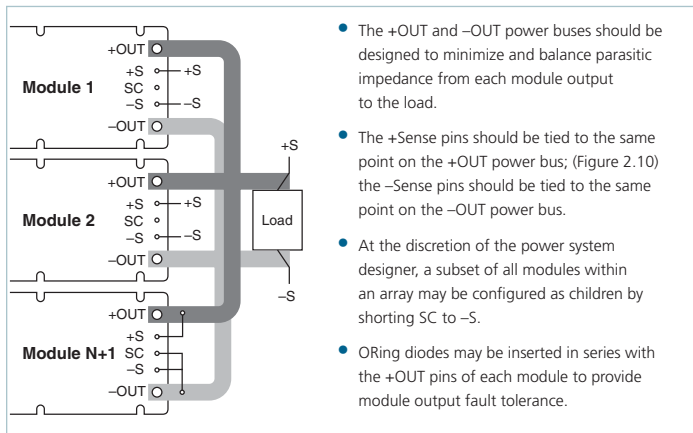 +OUT
+S
+S
Module 1
SC
–S
–S
–OUT
+S
+OUT
+S
+S
Module 2
SC
Load
–S
–S
–OUT
–S
+OUT
+S
Module N+1
SC
–S
–OUT
• The +OUT and –OUT power buses should be
designed to minimize and balance parasitic
impedance from each module output
to the load.
• The +Sense pins should be tied to the same
point on the +OUT power bus; (Figure 2.10)
the –Sense pins should be tied to the same
point on the –OUT power bus.
• At the discretion of the power system
designer, a subset of all modules within
an array may be configured as children by
shorting SC to –S.
• ORing diodes may be inserted in series with
the +OUT pins of each module to provide
module output fault tolerance.